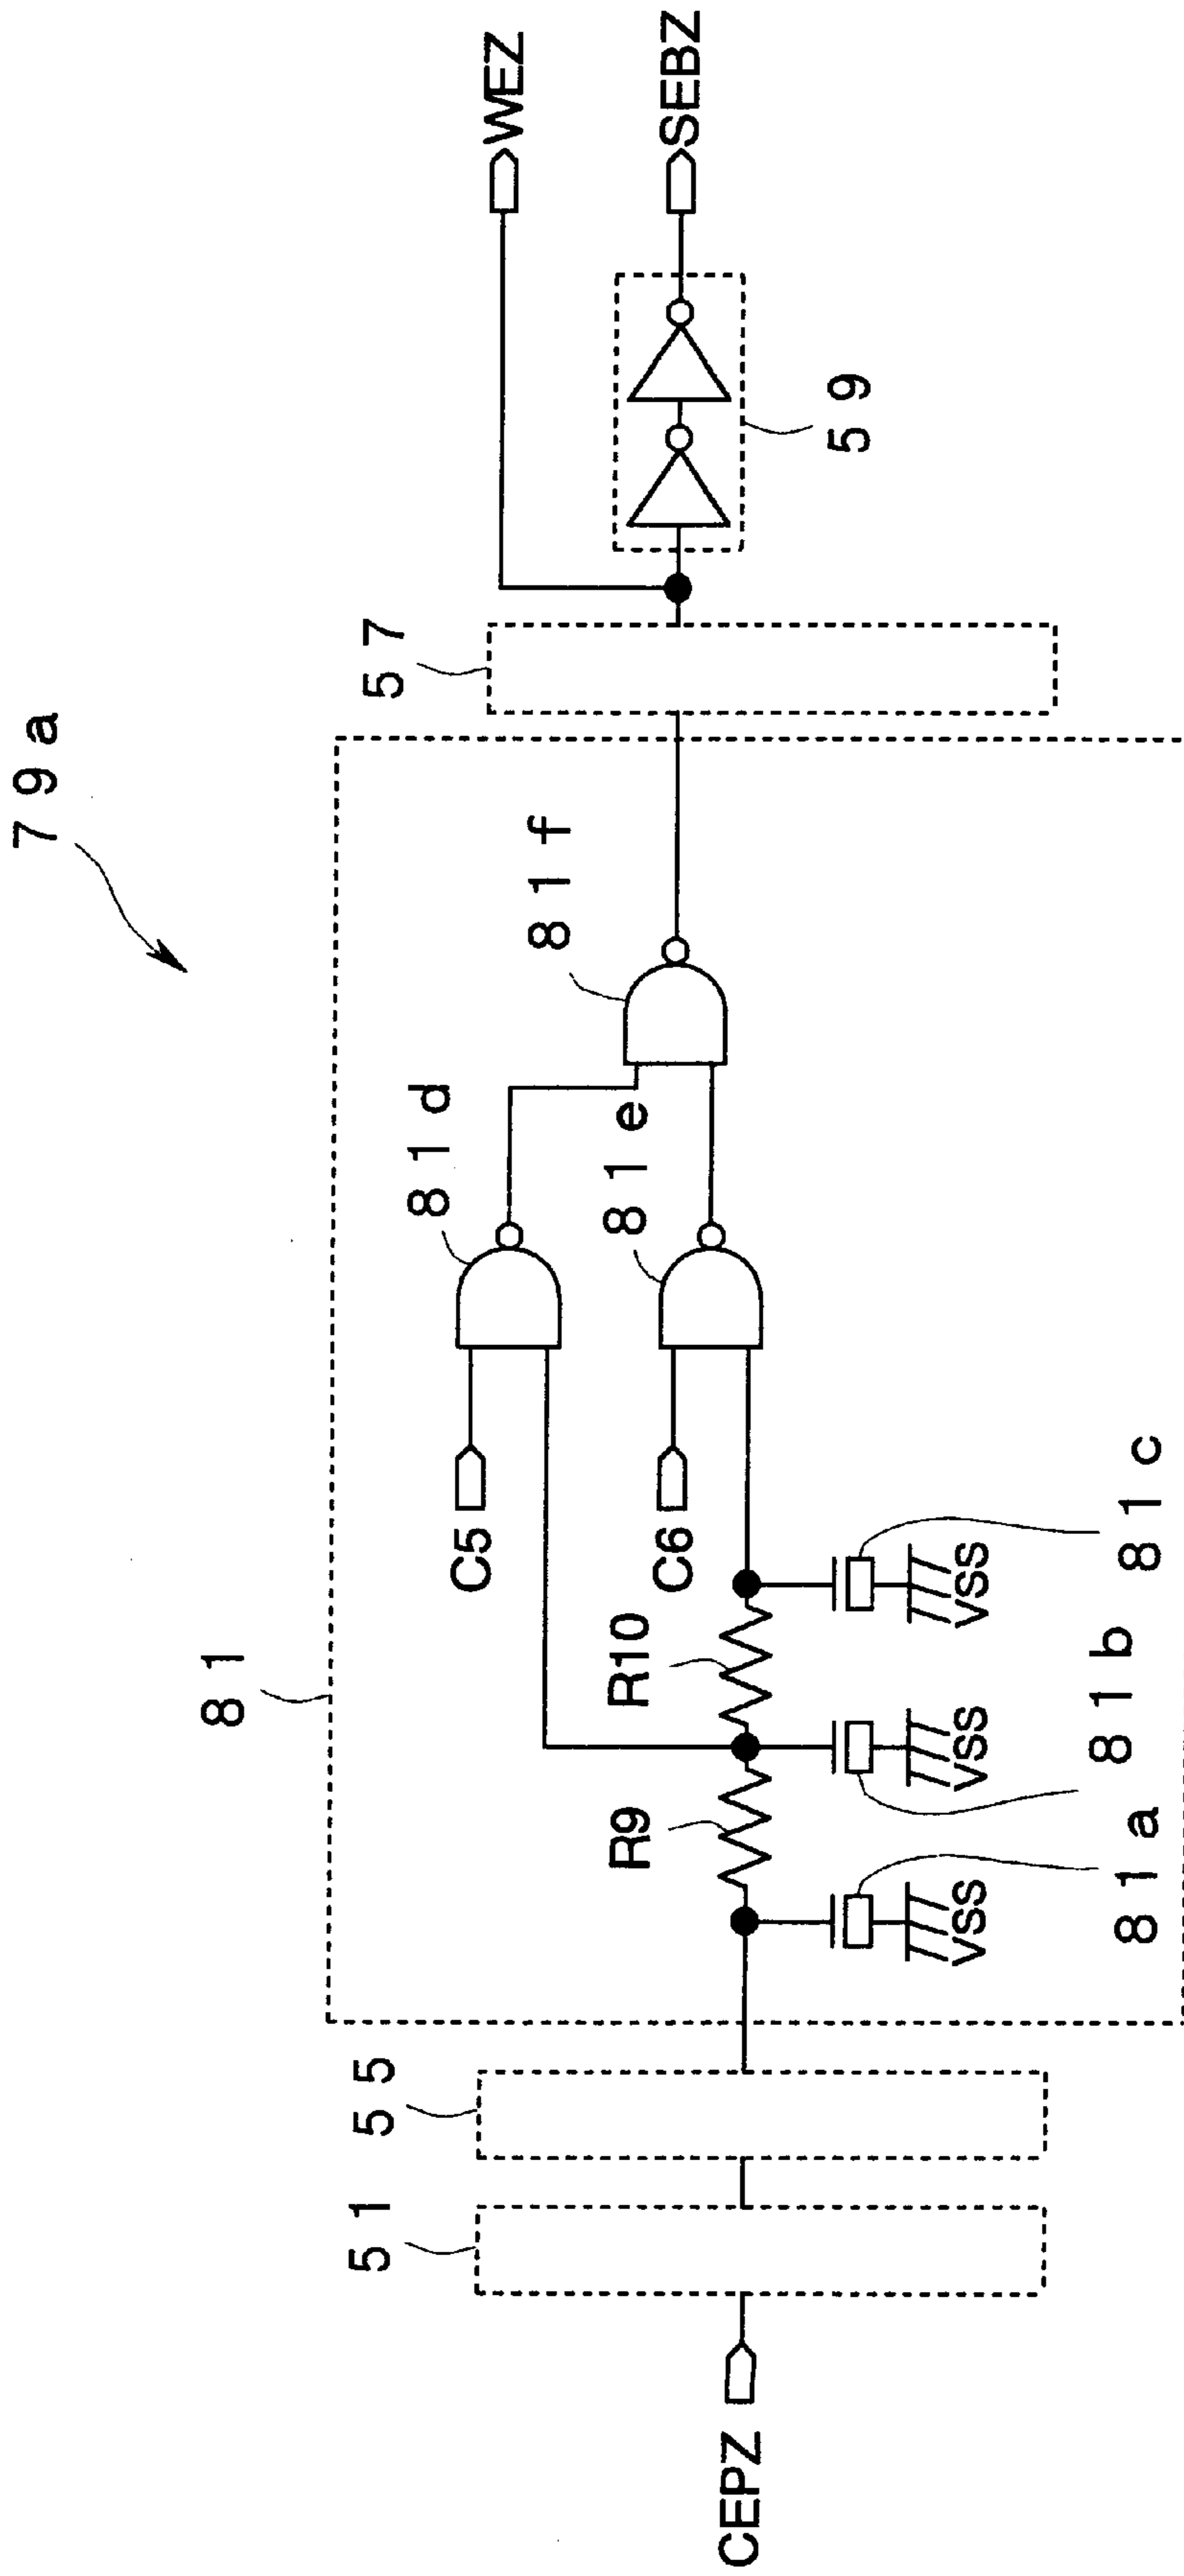 79a
81
C5
81d
81f
57
WEZ
C6
81e
SEBZ
59
CEPZ
51
55
R9
R10
VSS
VSS
VSS
81a
81b
81c